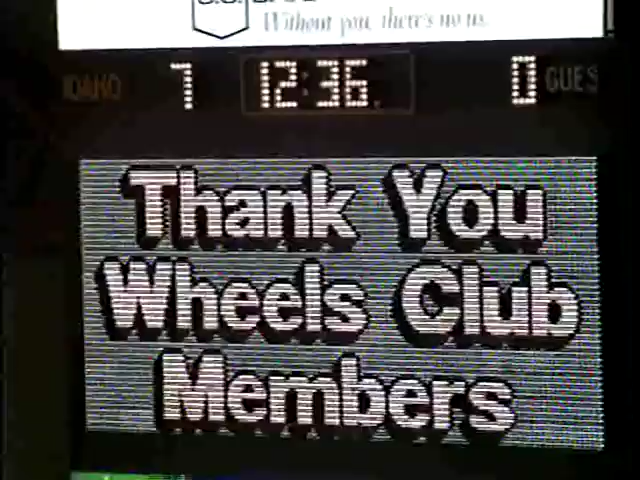 Without you, there's no us.
IDAHO 7 12:36 0 GUES
Thank You
Wheels Club
Members